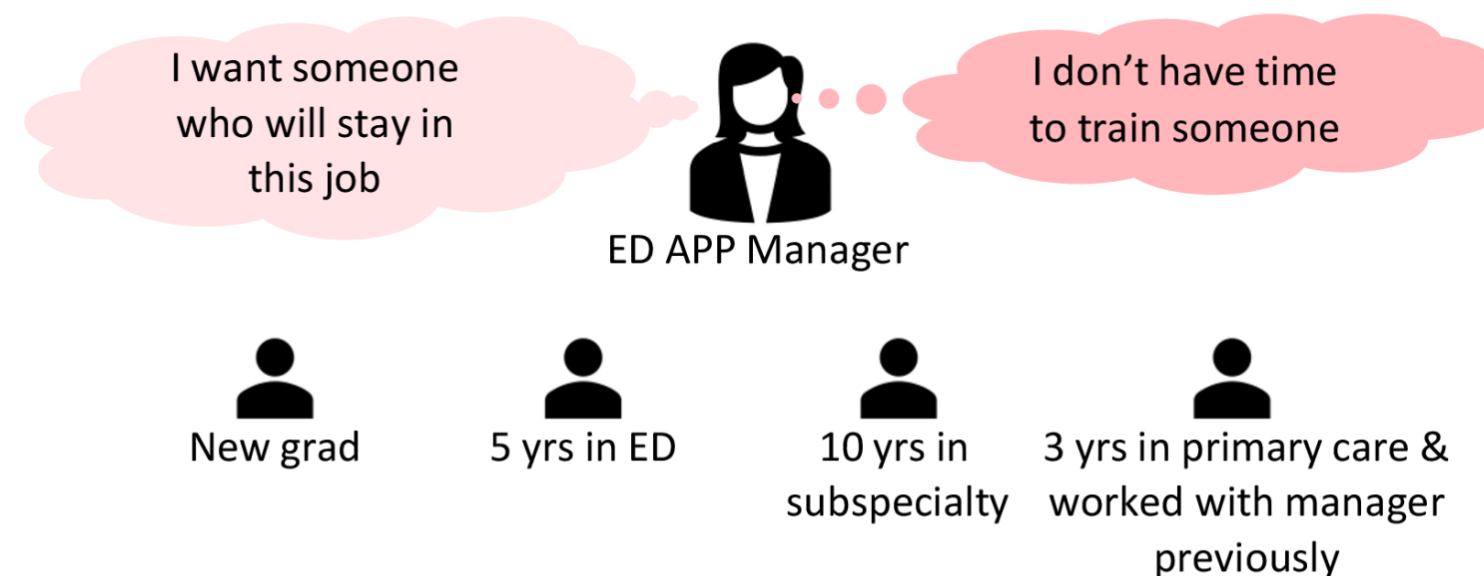 I want someone
who will stay in
this job
I don't have time
to train someone
ED APP Manager
New grad
5 yrs in ED
10 yrs in
subspecialty
3 yrs in primary care &
worked with manager
previously